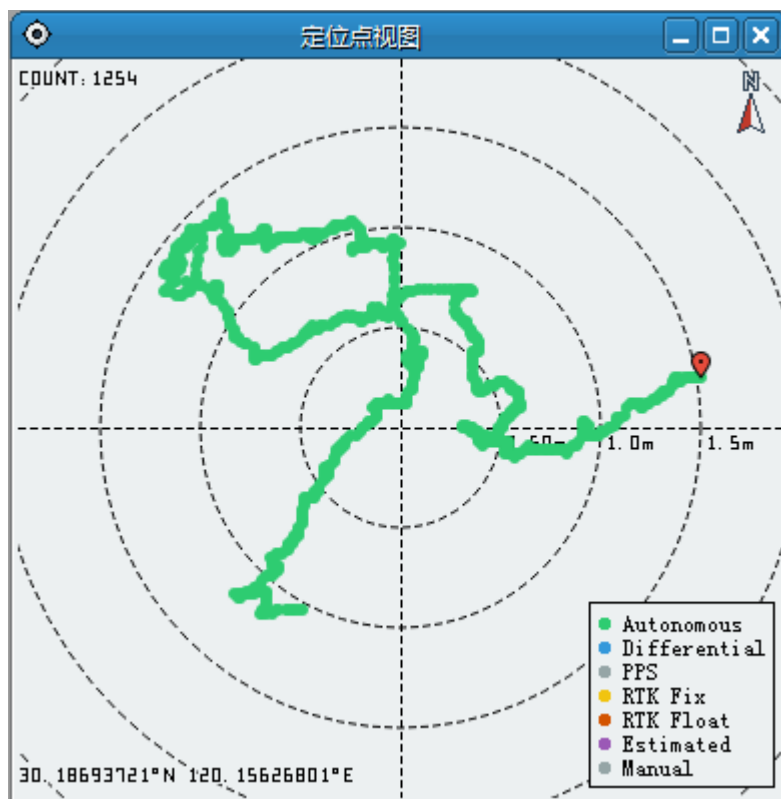 定位点视图
COUNT: 1254
N
1.0m
1.5m
Autonomous
Differential
PPS
RTK Fix
RTK Float
Estimated
Manual
30.18693721°N 120.15626801°E